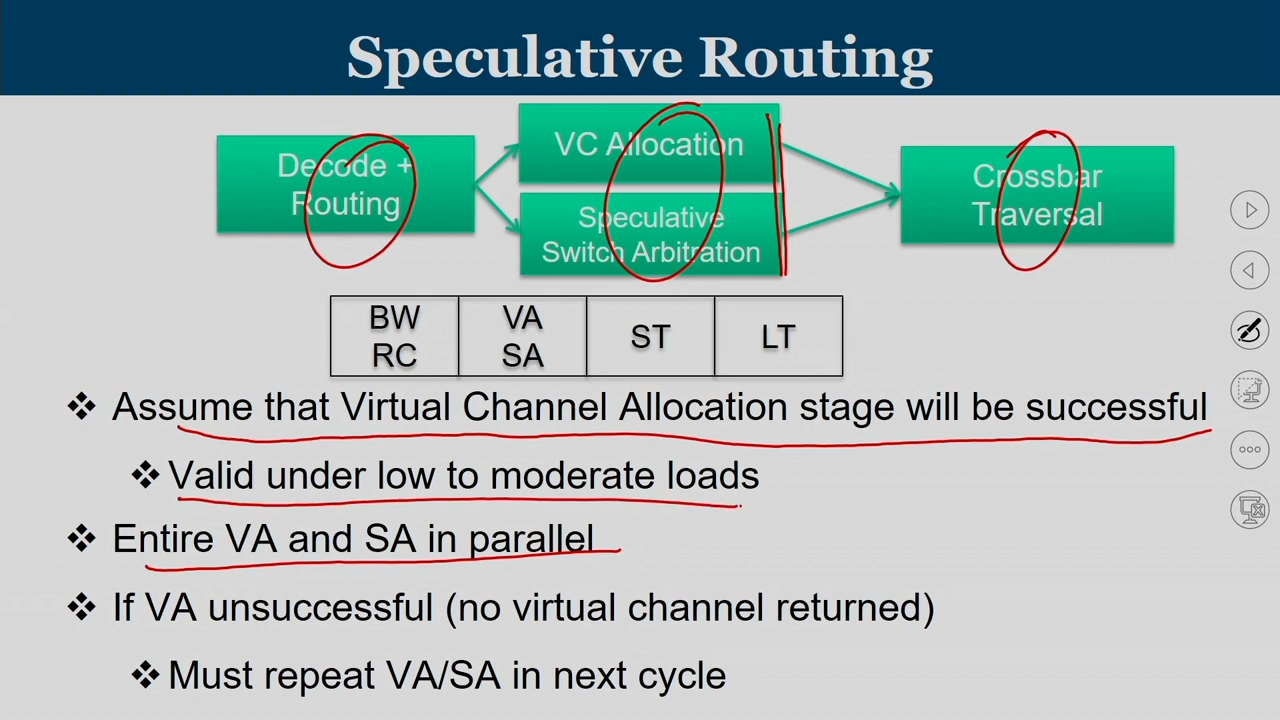 Speculative Routing
Decode +
Routing
VC Allocation
Speculative
Switch Arbitration
Crossbar
Traversal
BW
RC
VA
SA
ST
LT
❖ Assume that Virtual Channel Allocation stage will be successful
❖ Valid under low to moderate loads
❖ Entire VA and SA in parallel
❖ If VA unsuccessful (no virtual channel returned)
❖ Must repeat VA/SA in next cycle